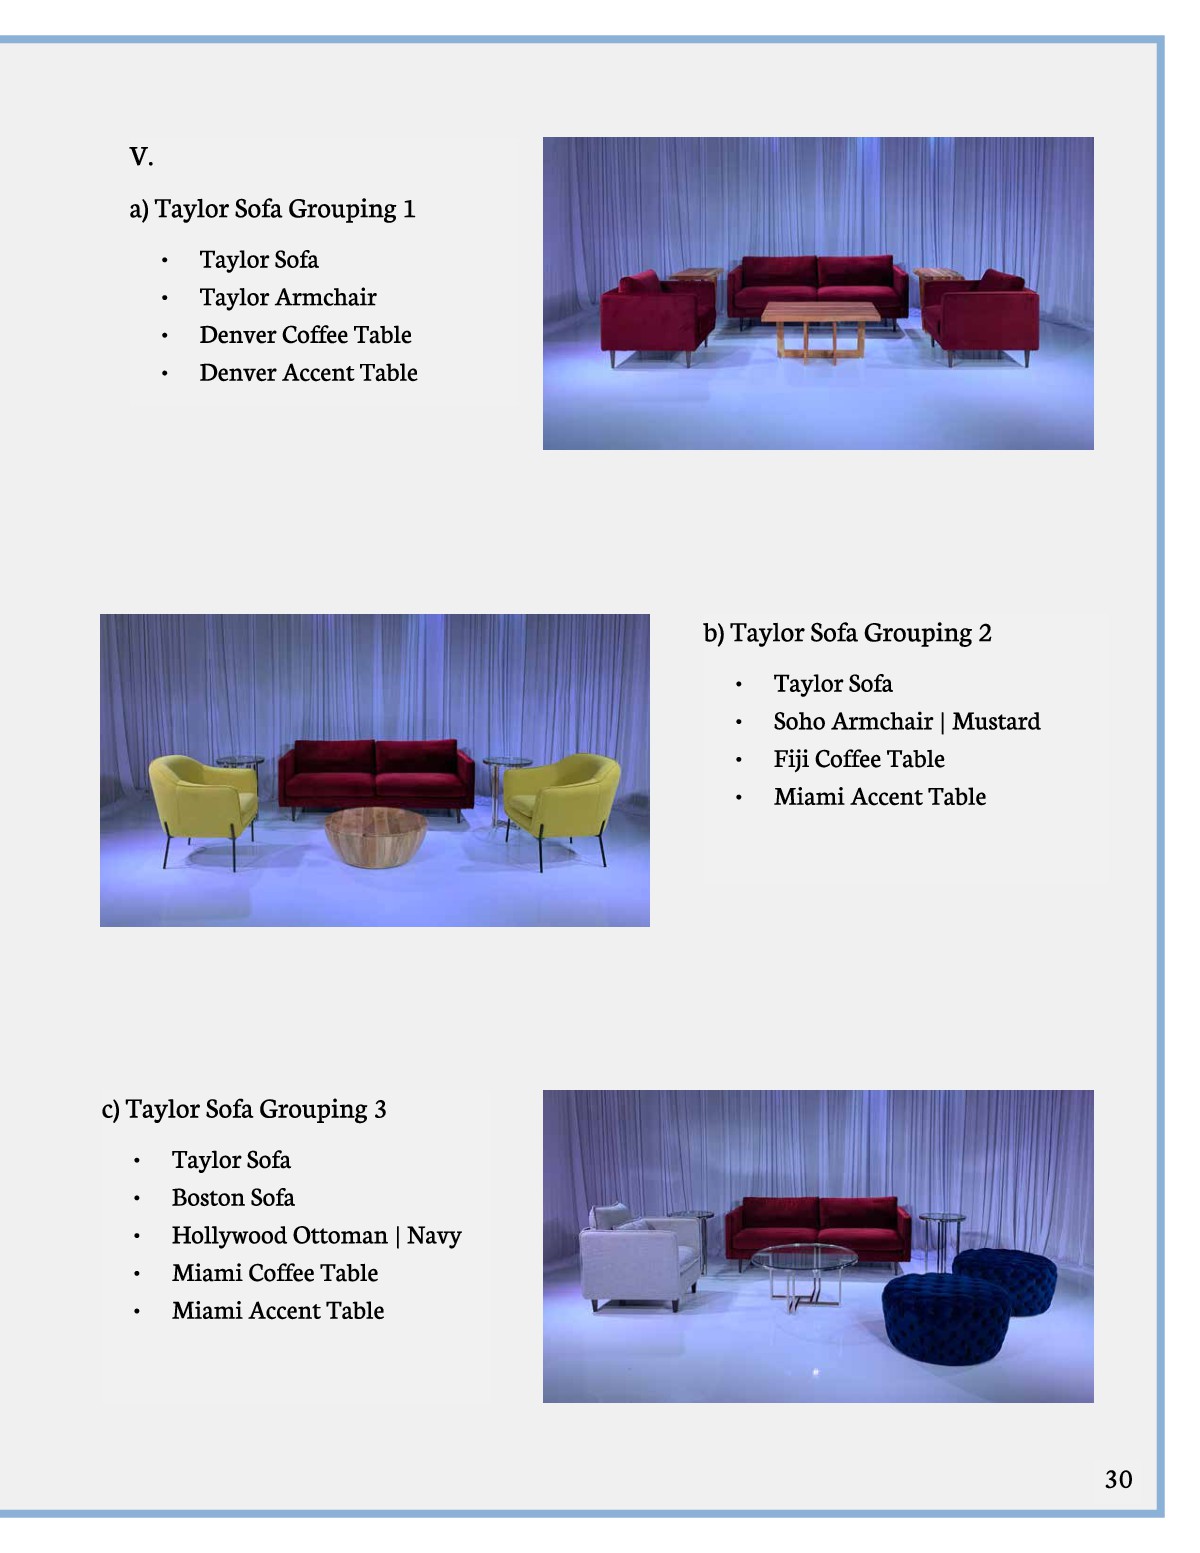 V.
a) Taylor Sofa Grouping 1
• Taylor Sofa
• Taylor Armchair
• Denver Coffee Table
• Denver Accent Table
b) Taylor Sofa Grouping 2
• Taylor Sofa
• Soho Armchair | Mustard
• Fiji Coffee Table
• Miami Accent Table
c) Taylor Sofa Grouping 3
• Taylor Sofa
• Boston Sofa
• Hollywood Ottoman | Navy
• Miami Coffee Table
• Miami Accent Table
30